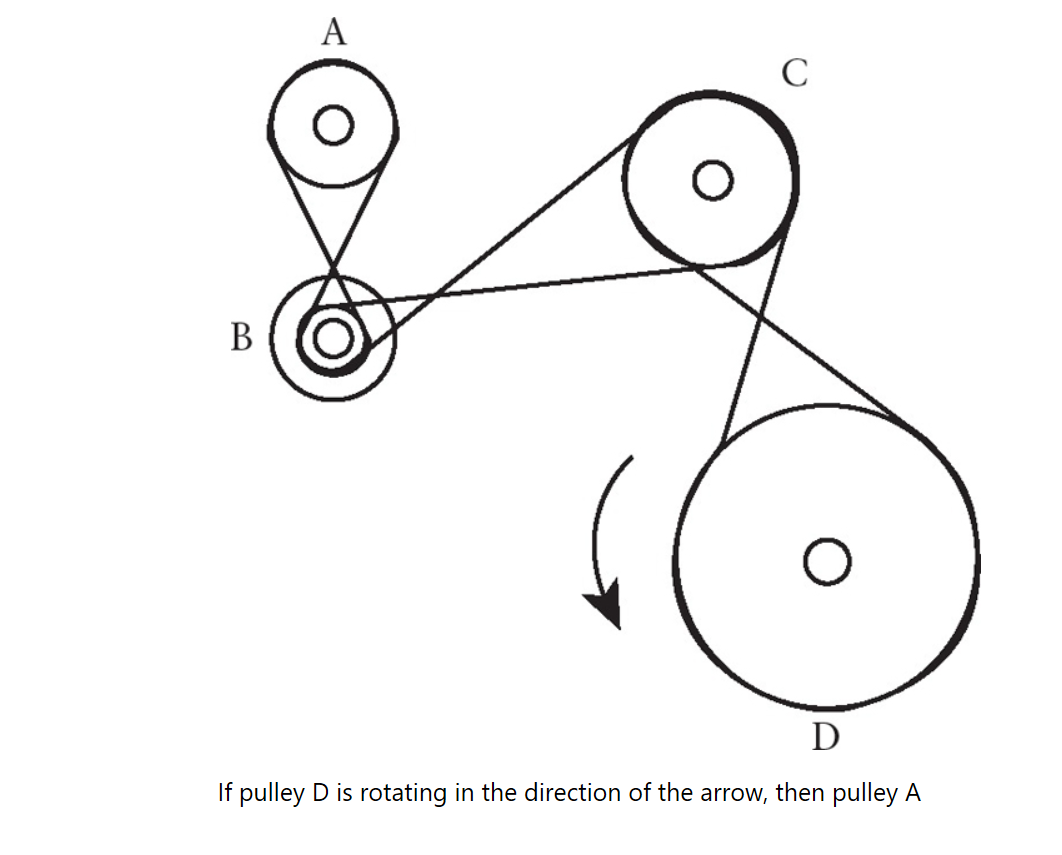 A
C
B
D
If pulley D is rotating in the direction of the arrow, then pulley A